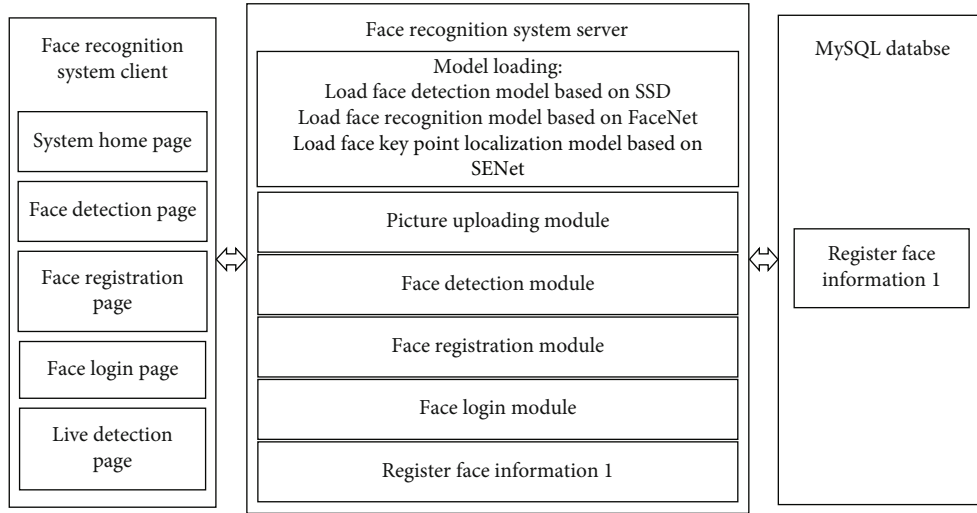 Face recognition
system client
System home page
Face detection page
Face registration
page
Face login page
Live detection
page
Face recognition system server
Model loading:
Load face detection model based on SSD
Load face recognition model based on FaceNet
Load face key point localization model based on
SENet
Picture uploading module
Face detection module
Face registration module
Face login module
Register face information 1
MySQL databse
Register face
information 1